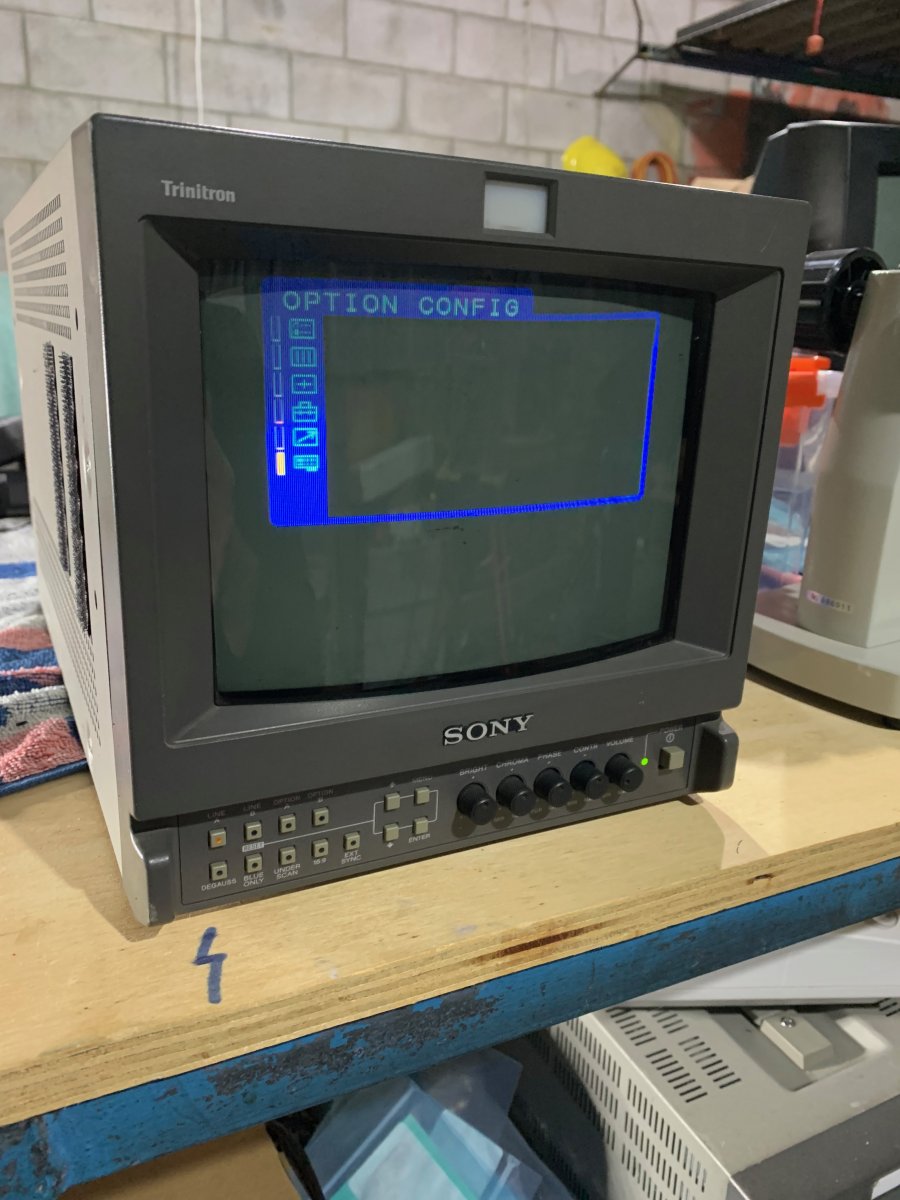 Trinitron
OPTION CONFIG
SONY
BRIGHT CHROMA PHASE CONTR VOLUME
MENU
ENTER
LINE A
LINE B
OPTION A
OPTION B
RESET
DEGAUSS
BLUE ONLY
UNDER SCAN
16:9
EXT SYNC